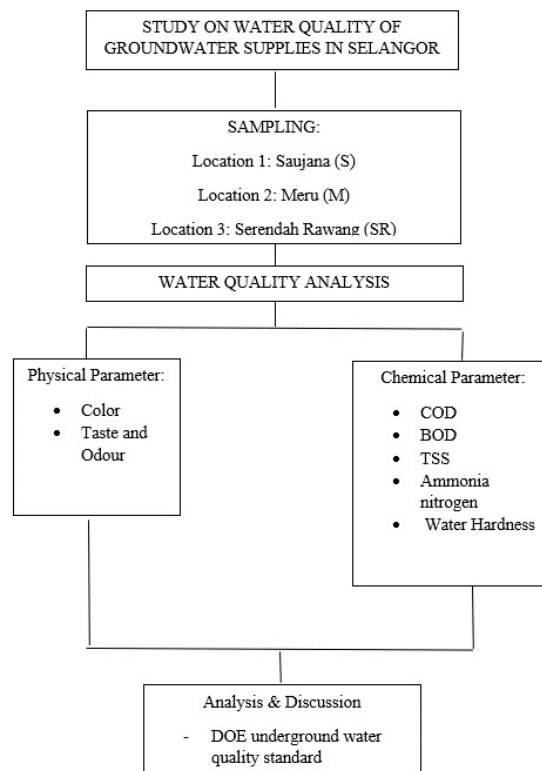 STUDY ON WATER QUALITY OF
GROUNDWATER SUPPLIES IN SELANGOR
SAMPLING:
Location 1: Saujana (S)
Location 2: Meru (M)
Location 3: Serendah Rawang (SR)
WATER QUALITY ANALYSIS
Physical Parameter:
• Color
• Taste and
Odour
Chemical Parameter:
• COD
• BOD
• TSS
• Ammonia
nitrogen
• Water Hardness
Analysis & Discussion
- DOE underground water
quality standard